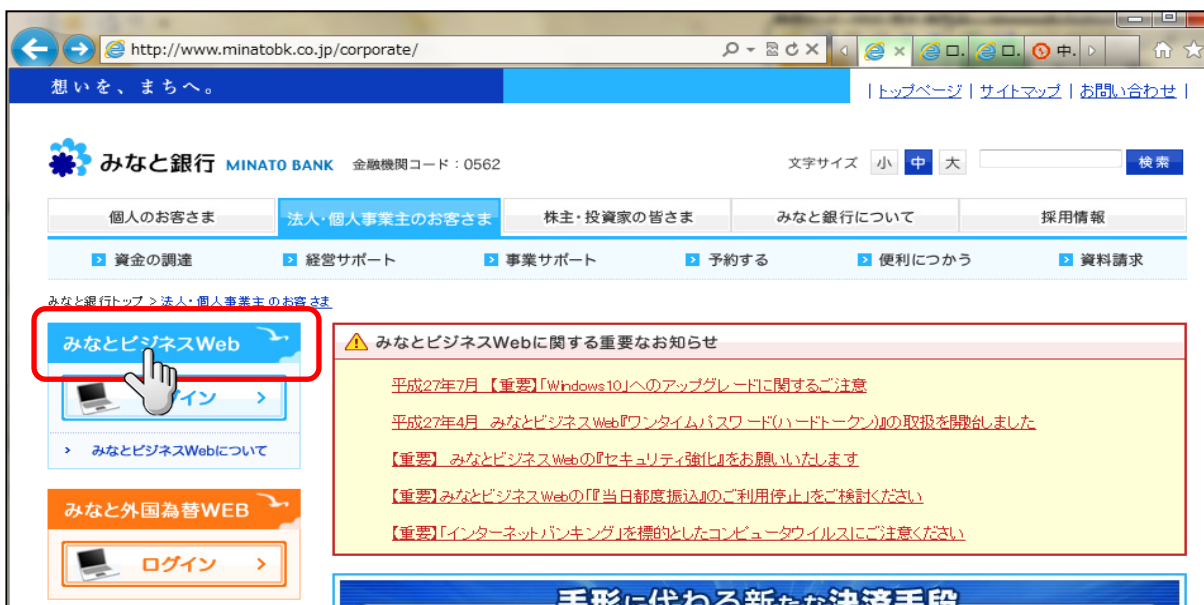 http://www.minatobk.co.jp/corporate/
中.
想いを、まちへ。
| トップページ | サイトマップ | お問い合わせ |
みなと銀行 MINATO BANK 金融機関コード：0562
文字サイズ 小 中 大 検索
個人のお客さま 法人・個人事業主のお客さま 株主・投資家の皆さま みなと銀行について 採用情報
資金の調達 経営サポート 事業サポート 予約する 便利につかう 資料請求
みなと銀行トップ > 法人・個人事業主のお客さま
みなとビジネスWeb
イン
みなとビジネスWebについて
みなと外国為替WEB
ログイン
みなとビジネスWebに関する重要なお知らせ
平成27年7月 【重要】「Windows10」へのアップグレードに関するご注意
平成27年4月 みなとビジネスWeb『ワンタイムパスワード(ハードトークン)』の取扱を開始しました
【重要】 みなとビジネスWebの『セキュリティ強化』をお願いいたします
【重要】みなとビジネスWebの「『当日都度振込』のご利用停止」をご検討ください
【重要】「インターネットバンキング」を標的としたコンピュータウイルスにご注意ください
手形に代わる新たな決済手段